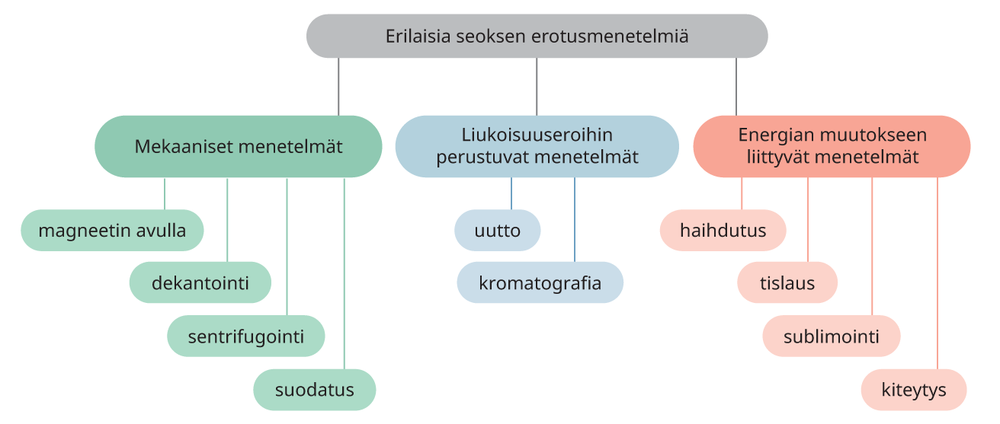 Erilaisia seoksen erotusmenetelmiä
Mekaaniset menetelmät
magneetin avulla
dekantointi
sentrifugointi
suodatus
Liukoisuuseroihin
perustuvat menetelmät
uutto
kromatografia
Energian muutokseen
liittyvät menetelmät
haihdutus
tislaus
sublimointi
kiteytys